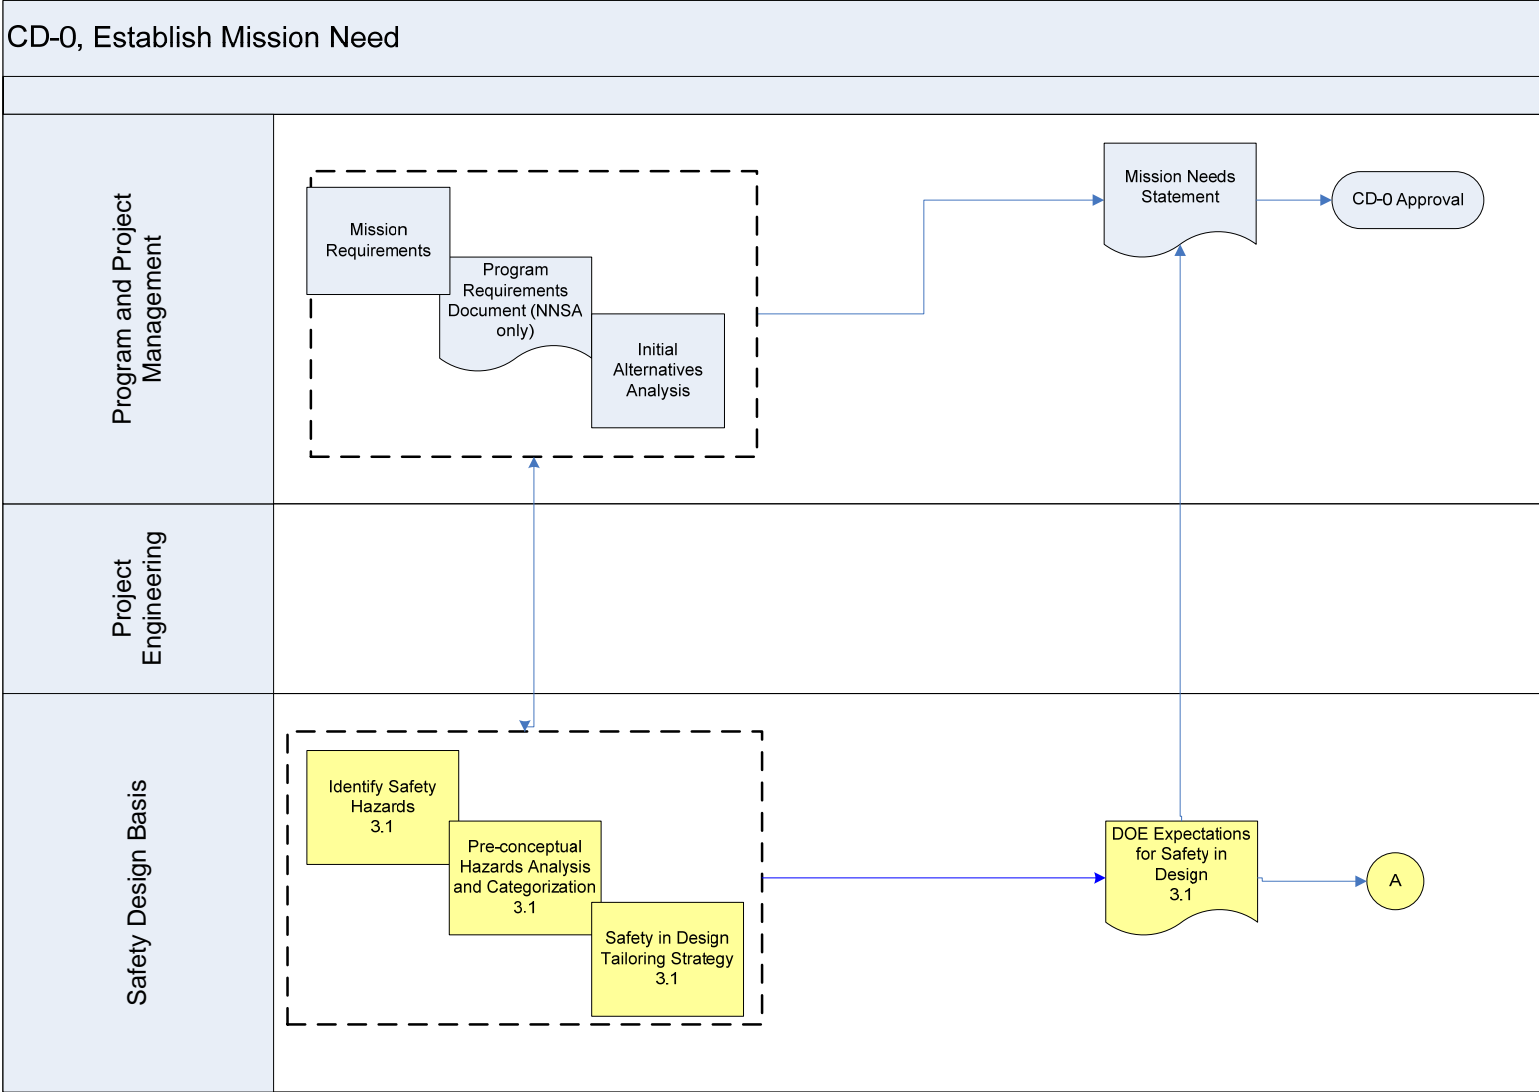 CD-0, Establish Mission Need
Program and Project
Management
Mission
Requirements
Program
Requirements
Document (NNSA
only)
Initial
Alternatives
Analysis
Mission Needs
Statement
CD-0 Approval
Project
Engineering
Safety Design Basis
Identify Safety
Hazards
3.1
Pre-conceptual
Hazards Analysis
and Categorization
3.1
Safety in Design
Tailoring Strategy
3.1
DOE Expectations
for Safety in
Design
3.1
A